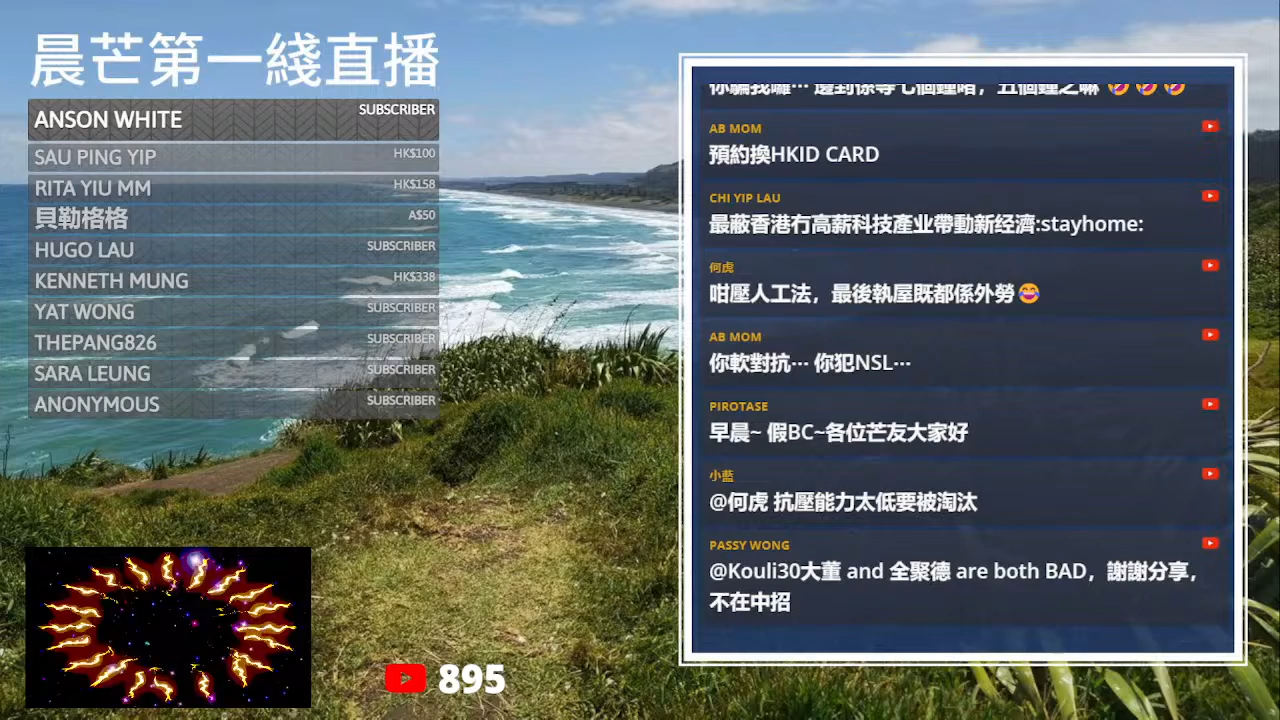 晨芒第一綫直播
ANSON WHITE SUBSCRIBER
SAU PING YIP HK$100
RITA YIU MM HK$158
貝勒格格 A$50
HUGO LAU SUBSCRIBER
KENNETH MUNG HK$338
YAT WONG SUBSCRIBER
THEPANG826 SUBSCRIBER
SARA LEUNG SUBSCRIBER
ANONYMOUS SUBSCRIBER
AB MOM
預約換HKID CARD
CHI YIP LAU
最蔽香港冇高薪科技產业帶動新经濟:stayhome:
何虎
咁壓人工法，最後執屋既都係外勞😂
AB MOM
你軟對抗⋯ 你犯NSL⋯
PIROTASE
早晨~ 假BC~各位芒友大家好
小藍
@何虎 抗壓能力太低要被淘汰
PASSY WONG
@Kouli30大董 and 全聚德 are both BAD，謝謝分享，
不在中招
895